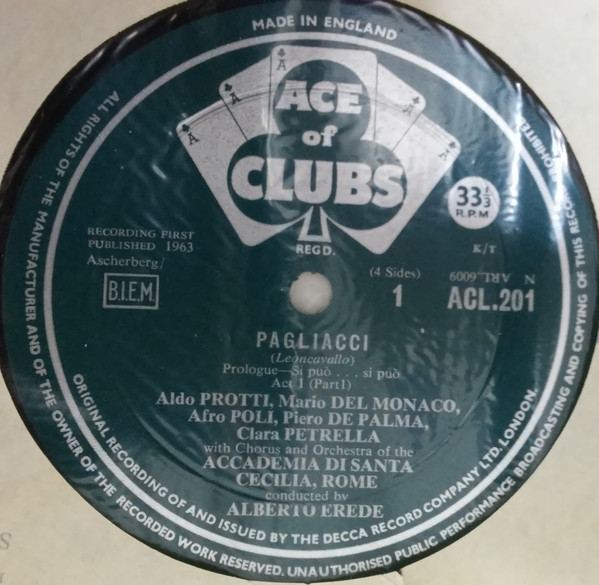 MADE IN ENGLAND
A
A
A
A
ACE
of
CLUBS
REGD.
33⅓
R.P.M
K/T
RECORDING FIRST
PUBLISHED 1963
Ascherberg/
B.I.E.M.
(4 Sides)
1
N ARL-6009
ACL.201
PAGLIACCI
(Leoncavallo)
Prologue—Si può . . . si può
Act 1 (Part1)
Aldo PROTTI, Mario DEL MONACO,
Afro POLI, Piero DE PALMA,
Clara PETRELLA
with Chorus and Orchestra of the
ACCADEMIA DI SANTA
CECILIA, ROME
conducted by
ALBERTO EREDE
ORIGINAL RECORDING OF AND ISSUED BY THE DECCA RECORD COMPANY LTD. LONDON.
ALL RIGHTS OF THE MANUFACTURER AND OF THE OWNER OF THE RECORDED WORK RESERVED. UNAUTHORISED PUBLIC PERFORMANCE BROADCASTING AND COPYING OF THIS RECORD PROHIBITED